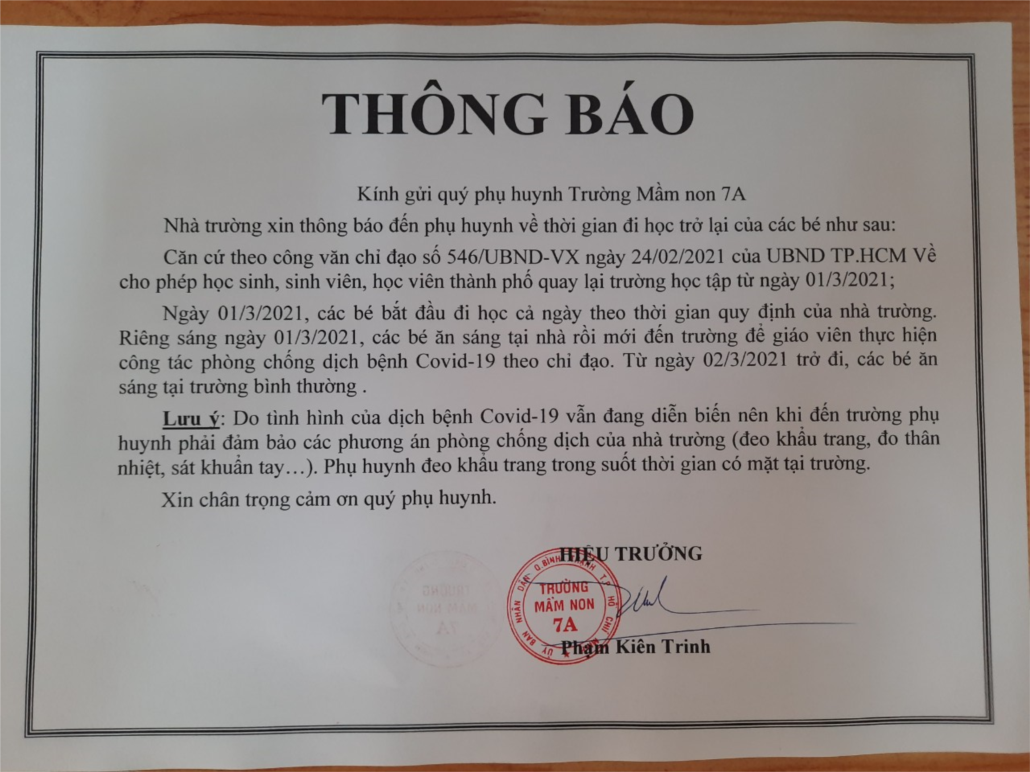 THÔNG BÁO
Kính gửi quý phụ huynh Trường Mầm non 7A
Nhà trường xin thông báo đến phụ huynh về thời gian đi học trở lại của các bé như sau:
Căn cứ theo công văn chỉ đạo số 546/UBND-VX ngày 24/02/2021 của UBND TP.HCM Về
cho phép học sinh, sinh viên, học viên thành phố quay lại trường học tập từ ngày 01/3/2021;
Ngày 01/3/2021, các bé bắt đầu đi học cả ngày theo thời gian quy định của nhà trường.
Riêng sáng ngày 01/3/2021, các bé ăn sáng tại nhà rồi mới đến trường để giáo viên thực hiện
công tác phòng chống dịch bệnh Covid-19 theo chỉ đạo. Từ ngày 02/3/2021 trở đi, các bé ăn
sáng tại trường bình thường .
Lưu ý: Do tình hình của dịch bệnh Covid-19 vẫn đang diễn biến nên khi đến trường phụ
huynh phải đảm bảo các phương án phòng chống dịch của nhà trường (đeo khẩu trang, đo thân
nhiệt, sát khuẩn tay…). Phụ huynh đeo khẩu trang trong suốt thời gian có mặt tại trường.
Xin chân trọng cảm ơn quý phụ huynh.
HIỆU TRƯỞNG
ỦY BAN NHÂN DÂN Q.BÌNH THẠNH T.P HỒ CHÍ MINH
TRƯỜNG
MẦM NON
7A
Phạm Kiên Trinh